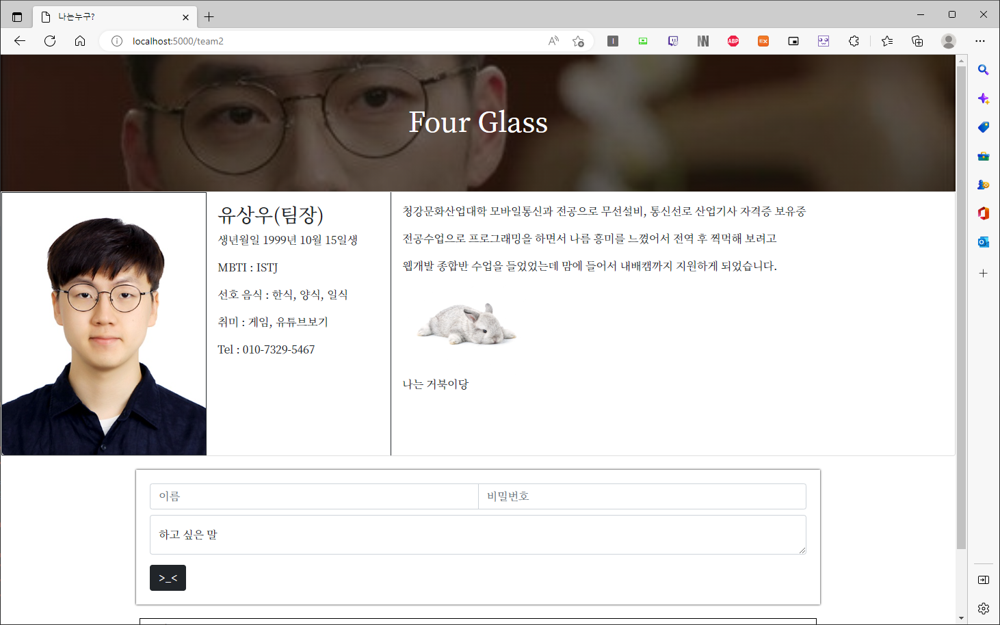 나는누구?
localhost:5000/team2
A
I
N
ABP
EX
Four Glass
유상우(팀장)
생년월일 1999년 10월 15일생
MBTI : ISTJ
선호 음식 : 한식, 양식, 일식
취미 : 게임, 유튜브보기
Tel : 010-7329-5467
청강문화산업대학 모바일통신과 전공으로 무선설비, 통신선로 산업기사 자격증 보유중
전공수업으로 프로그래밍을 하면서 나름 흥미를 느꼈어서 전역 후 찍먹해 보려고
웹개발 종합반 수업을 들었었는데 맘에 들어서 내배캠까지 지원하게 되었습니다.
나는 거북이당
이름
비밀번호
하고 싶은 말
>_<